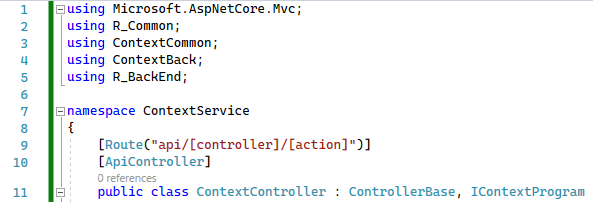 1 using Microsoft.AspNetCore.Mvc;
2 using R_Common;
3 using ContextCommon;
4 using ContextBack;
5 using R_BackEnd;
6
7 namespace ContextService
8 {
9 [Route("api/[controller]/[action]")]
10 [ApiController]
0 references
11 public class ContextController : ControllerBase, IContextProgram